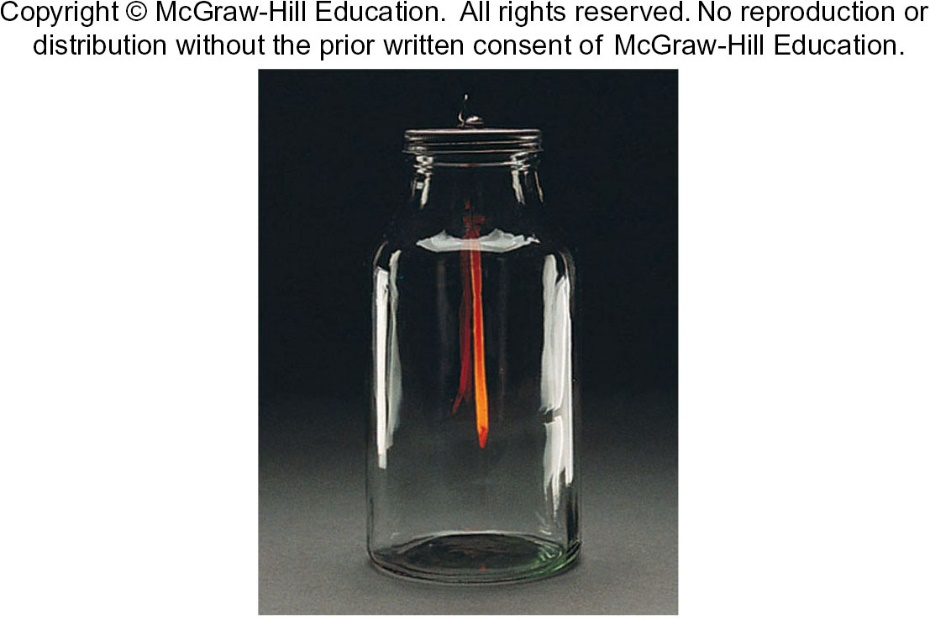 Copyright © McGraw-Hill Education.  All rights reserved. No reproduction or
distribution without the prior written consent of McGraw-Hill Education.